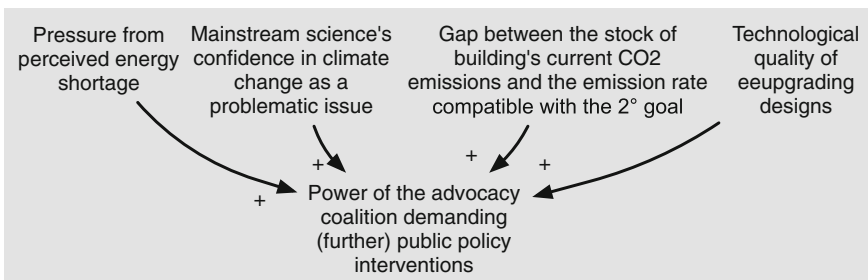 Pressure from
perceived energy
shortage
Mainstream science's
confidence in climate
change as a
problematic issue
Gap between the stock of
building's current CO2
emissions and the emission rate
compatible with the 2° goal
Technological
quality of
eeupgrading
designs
+
+
+
+
Power of the advocacy
coalition demanding
(further) public policy
interventions